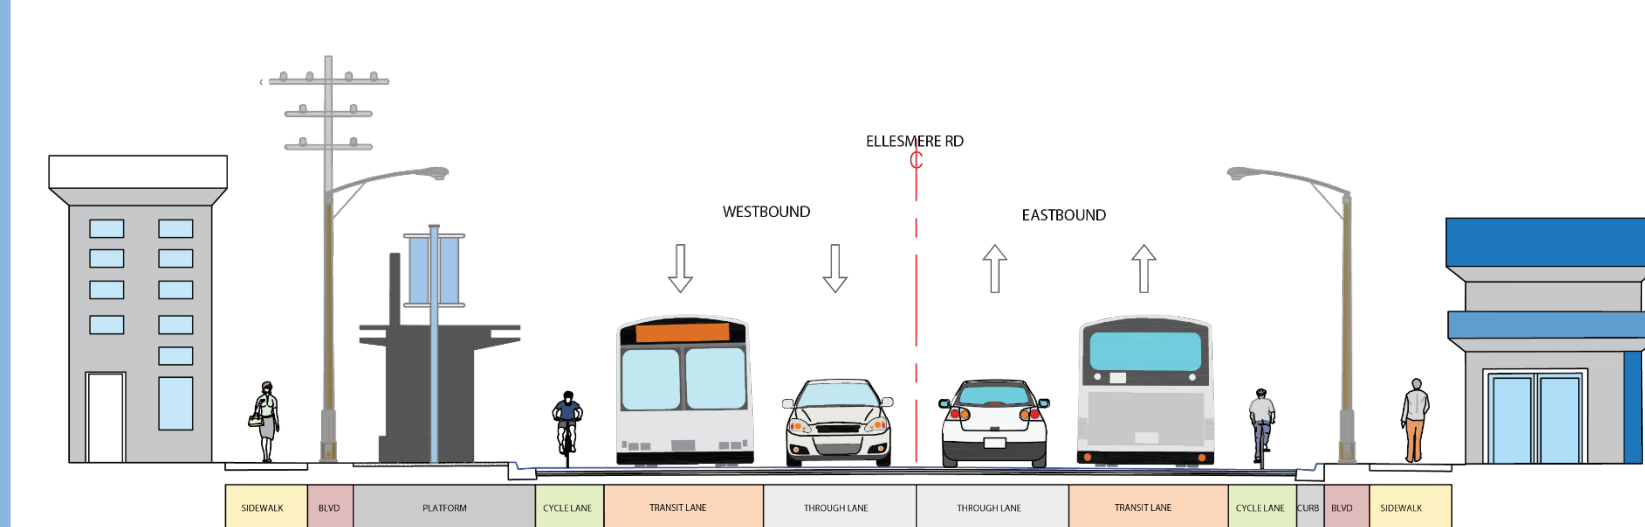 ELLESMERE RD
WESTBOUND
EASTBOUND
SIDEWALK
BLVD
PLATFORM
CYCLE LANE
TRANSIT LANE
THROUGH LANE
THROUGH LANE
TRANSIT LANE
CYCLE LANE
CURB
BLVD
SIDEWALK